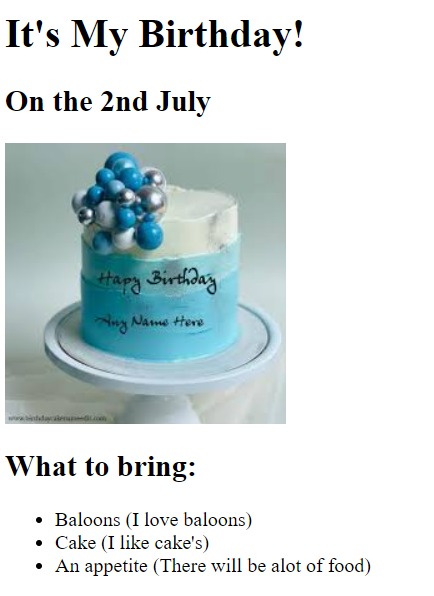 It's My Birthday!
On the 2nd July
Hapy Birthday
Any Name Here
What to bring:
Baloons (I love baloons)
Cake (I like cake's)
An appetite (There will be alot of food)